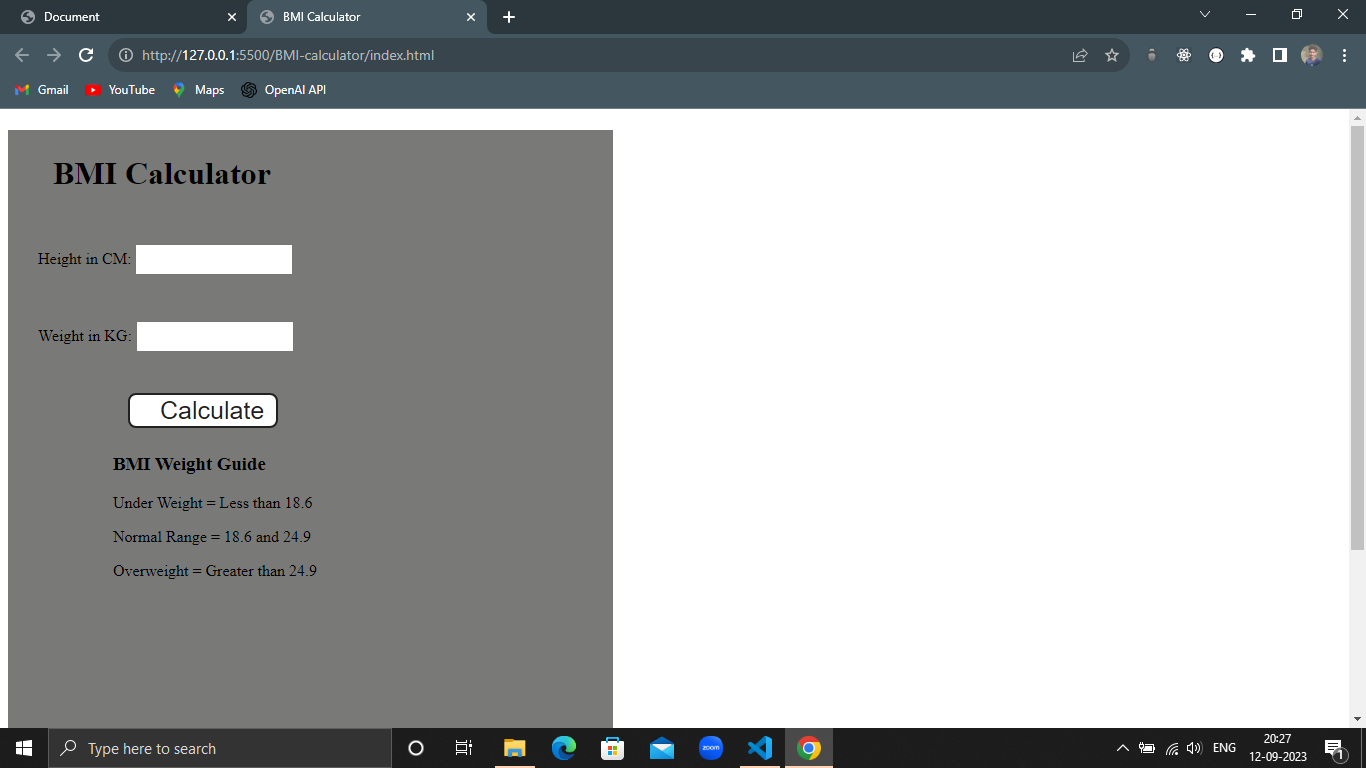 Document
BMI Calculator
http://127.0.0.1:5500/BMI-calculator/index.html
Gmail YouTube Maps OpenAI API
BMI Calculator
Height in CM:
Weight in KG:
Calculate
BMI Weight Guide
Under Weight = Less than 18.6
Normal Range = 18.6 and 24.9
Overweight = Greater than 24.9
Type here to search
zoom
ENG
20:27
12-09-2023
1